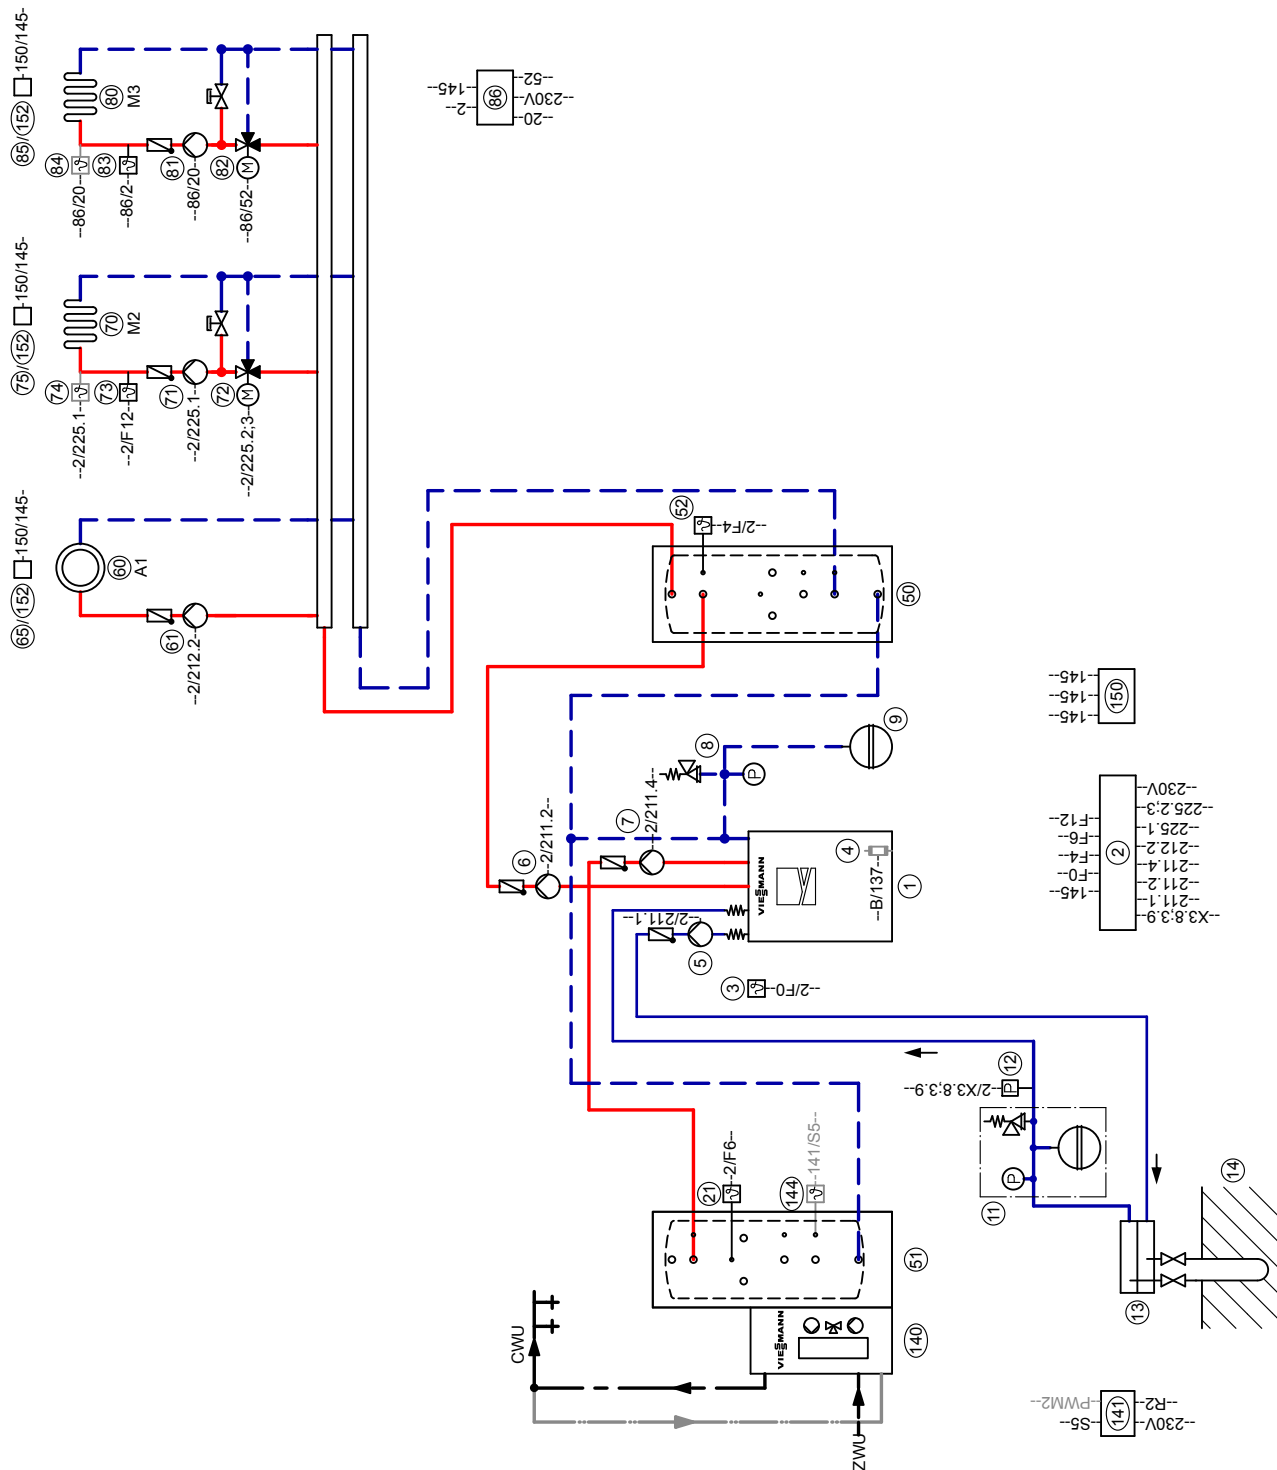 85/152 -150/145-
80
M3
84
--86/20--
83
--86/2--
81
--86/20--
82
M
--86/52--
86
--145--
--2--
--52--
--230V--
--20--
75/152 -150/145-
70
M2
74
--2/225.1--
73
--2/F12--
71
--2/225.1--
72
M
--2/225.2;3--
65/152 -150/145-
60
A1
61
--2/212.2--
52
--2/F4--
50
9
8
P
7
--2/211.4--
6
--2/211.2--
VIESSMANN
4
--B/137--
1
5
--2/211.1--
3
--2/F0--
150
--145--
--145--
--145--
2
--F12--
--F6--
--F4--
--F0--
--145--
--230V--
--225.2;3--
--225.1--
--212.2--
--211.4--
--211.2--
--211.1--
--X3.8;3.9--
12
P
--2/X3.8;3.9--
11
P
14
13
21
--2/F6--
144
--141/S5--
51
140
VIESSMANN
CWU
ZWU
141
--PWM2--
--S5--
--R2--
--230V--